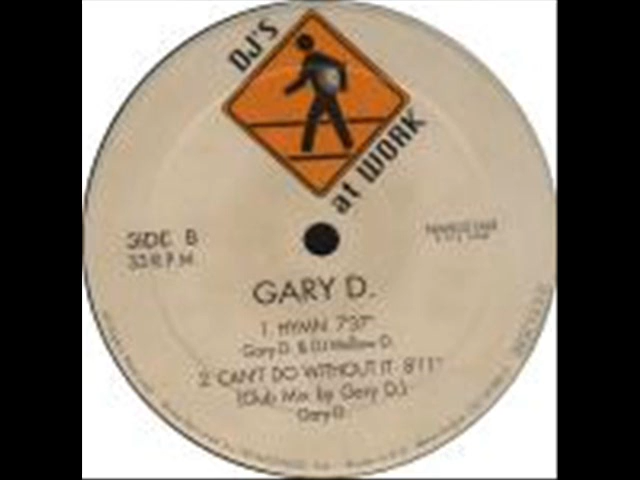 DJ'S
at WORK
SIDE B
33 R.P.M.
GARY D.
1. HYMN 7'37"
Gary D. & DJ Mellow D.
2. CAN'T DO WITHOUT IT 8'11"
(Club Mix by Gary D.)
Gary D.